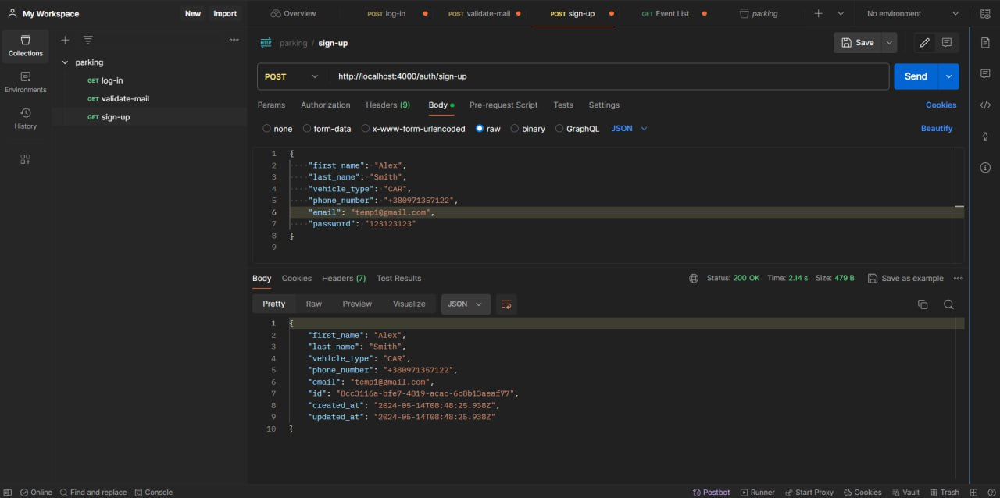 My Workspace New Import Overview POST log-in POST validate-mail POST sign-up GET Event List parking No environment
Collections
Environments
History
parking
GET log-in
GET validate-mail
GET sign-up
HTTP parking / sign-up Save
POST http://localhost:4000/auth/sign-up Send
Params Authorization Headers (9) Body Pre-request Script Tests Settings Cookies
none form-data x-www-form-urlencoded raw binary GraphQL JSON Beautify
1 {
2 "first_name": "Alex",
3 "last_name": "Smith",
4 "vehicle_type": "CAR",
5 "phone_number": "+380971357122",
6 "email": "temp1@gmail.com",
7 "password": "123123123"
8 }
9
Body Cookies Headers (7) Test Results Status: 200 OK Time: 2.14 s Size: 479 B Save as example
Pretty Raw Preview Visualize JSON
1 {
2 "first_name": "Alex",
3 "last_name": "Smith",
4 "vehicle_type": "CAR",
5 "phone_number": "+380971357122",
6 "email": "temp1@gmail.com",
7 "id": "8cc3116a-bfe7-4819-acac-6c8b13aeaf77",
8 "created_at": "2024-05-14T08:48:25.938Z",
9 "updated_at": "2024-05-14T08:48:25.938Z"
10 }
Online Find and replace Console Postbot Runner Start Proxy Cookies Vault Trash